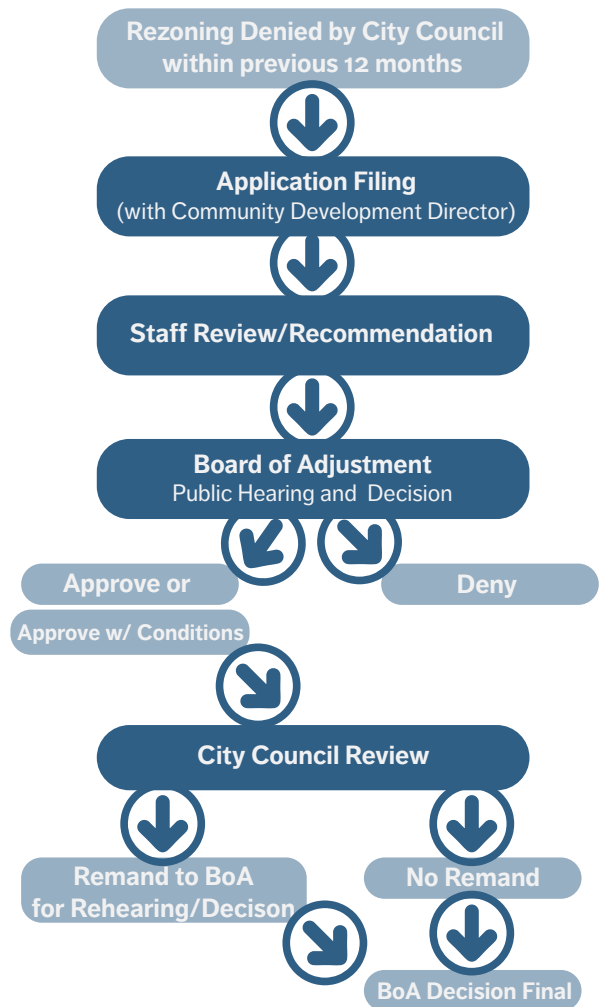 Rezoning Denied by City Council
within previous 12 months
Application Filing
(with Community Development Director)
Staff Review/Recommendation
Board of Adjustment
Public Hearing and Decision
Approve or
Deny
Approve w/ Conditions
City Council Review
Remand to BoA
for Rehearing/Decison
No Remand
BoA Decision Final